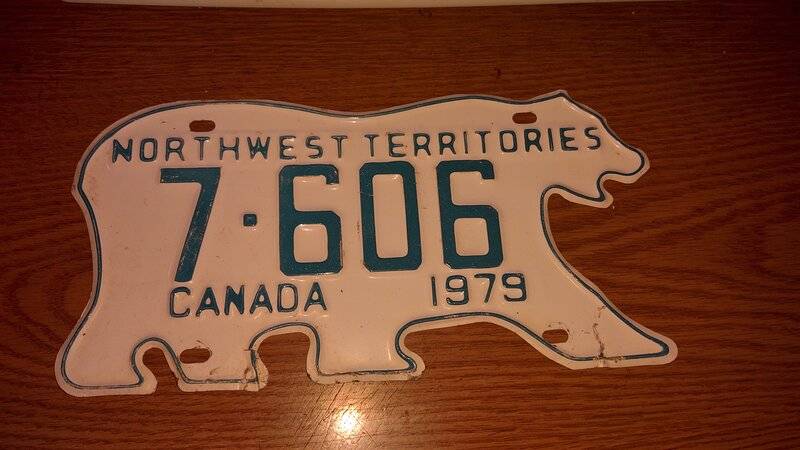 NORTHWEST TERRITORIES
7·606
CANADA 1979